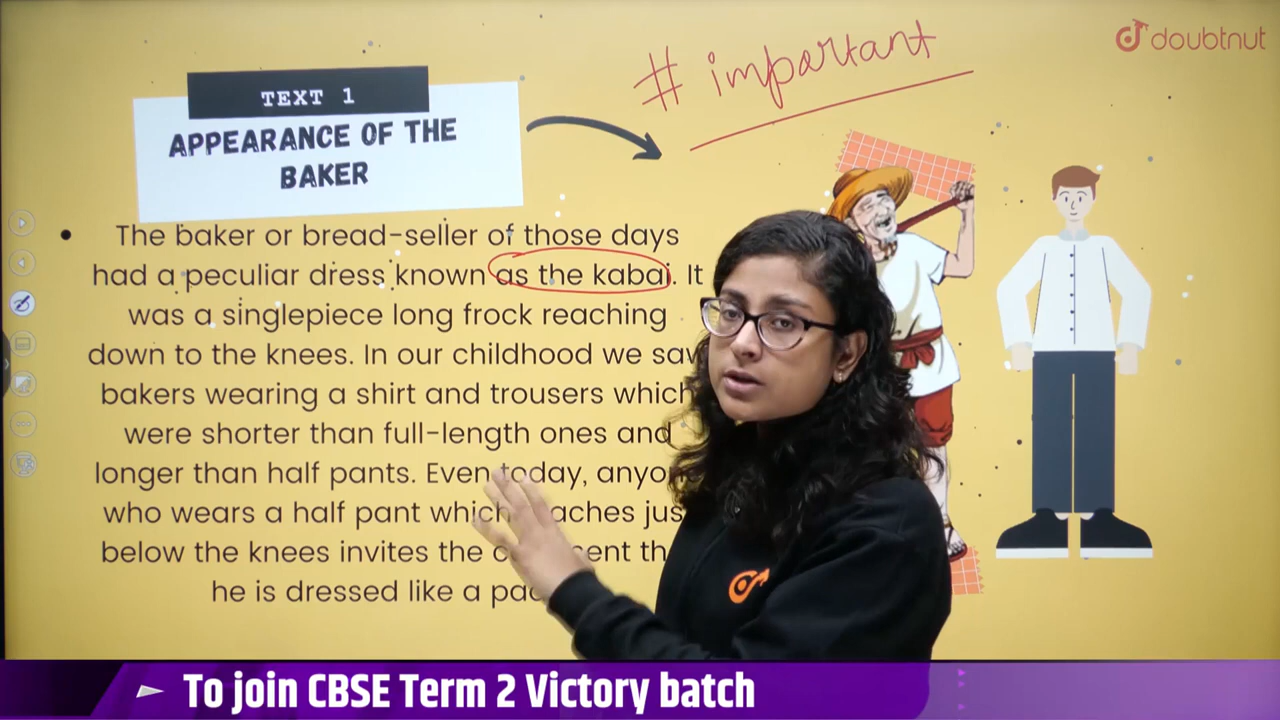 # important
doubtnut
TEXT 1
APPEARANCE OF THE
BAKER
The baker or bread-seller of those days
had a peculiar dress known as the kabai. It
was a singlepiece long frock reaching
down to the knees. In our childhood we saw
bakers wearing a shirt and trousers which
were shorter than full-length ones and
longer than half pants. Even today,
who wears a half pant which
below the knees invites the
he is dressed like a
To join CBSE Term 2 Victory batch